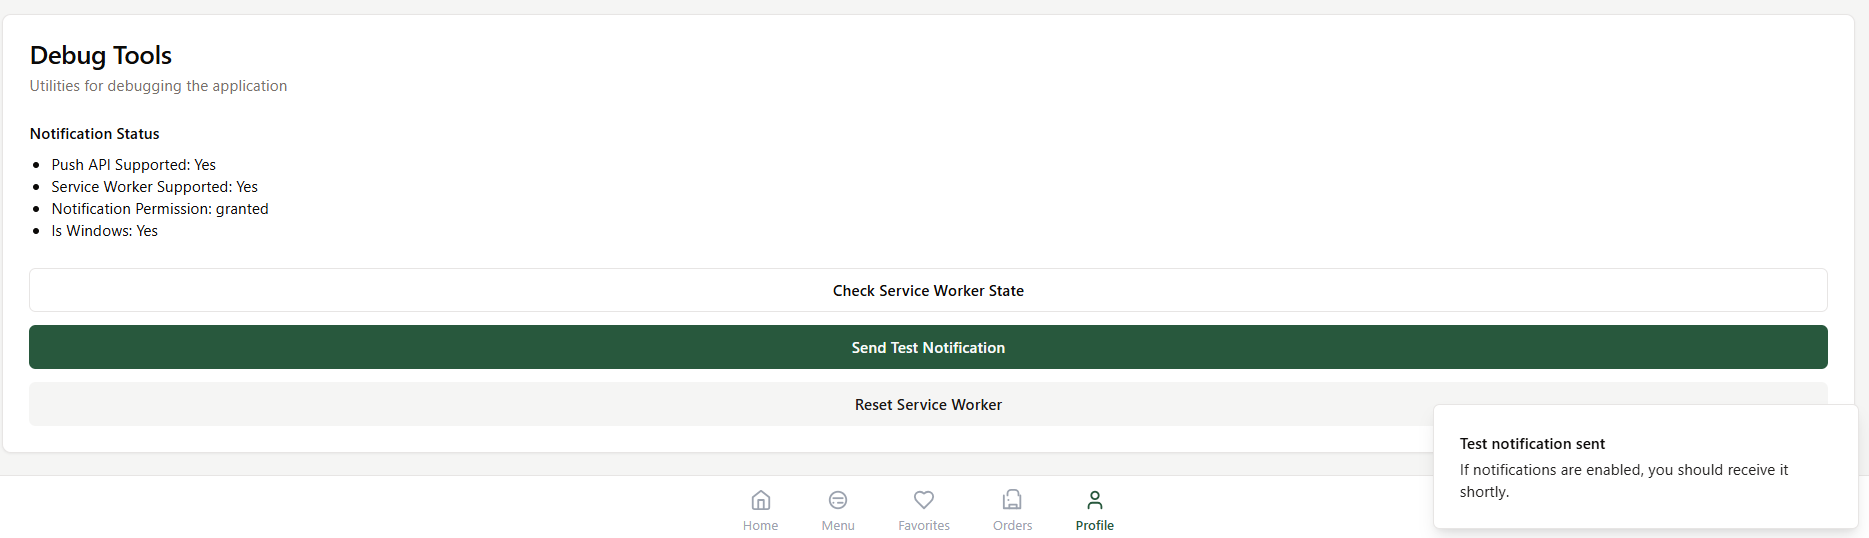 Debug Tools
Utilities for debugging the application
Notification Status
Push API Supported: Yes
Service Worker Supported: Yes
Notification Permission: granted
Is Windows: Yes
Check Service Worker State
Send Test Notification
Reset Service Worker
Test notification sent
If notifications are enabled, you should receive it
shortly.
Home
Menu
Favorites
Orders
Profile